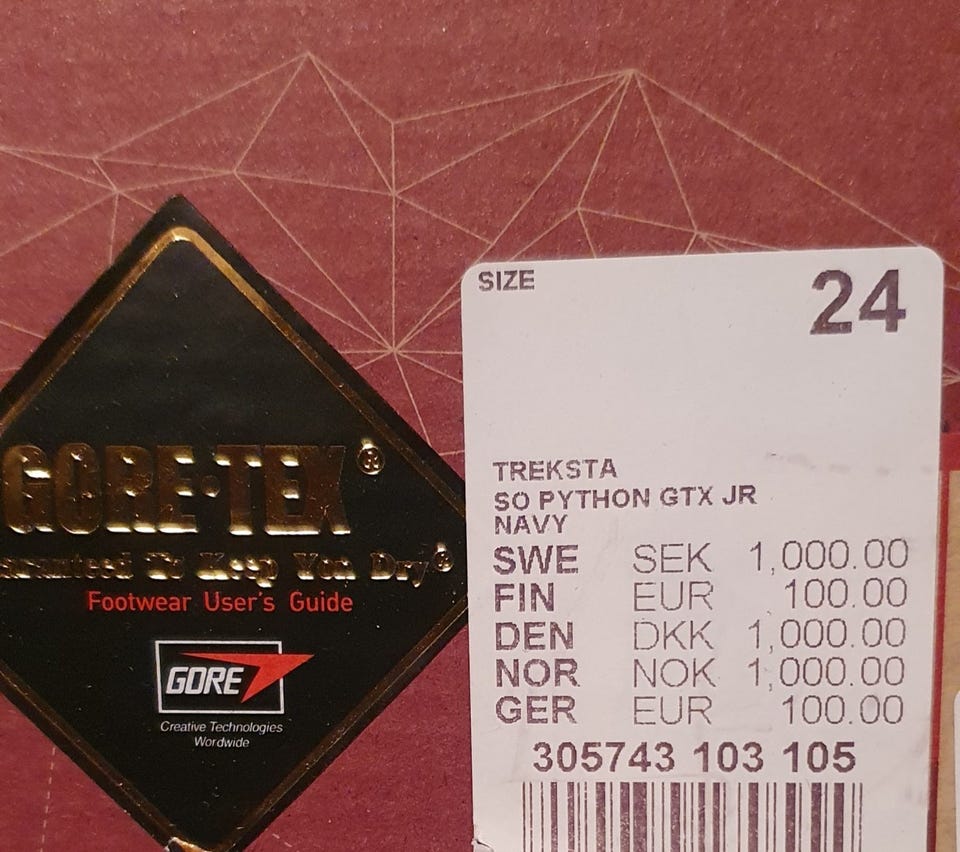 GORE-TEX®
Guaranteed To Keep You Dry®
Footwear User's Guide
GORE
Creative Technologies
Wordwide
SIZE 24
TREKSTA
SO PYTHON GTX JR
NAVY
SWE SEK 1,000.00
FIN EUR 100.00
DEN DKK 1,000.00
NOR NOK 1,000.00
GER EUR 100.00
305743 103 105